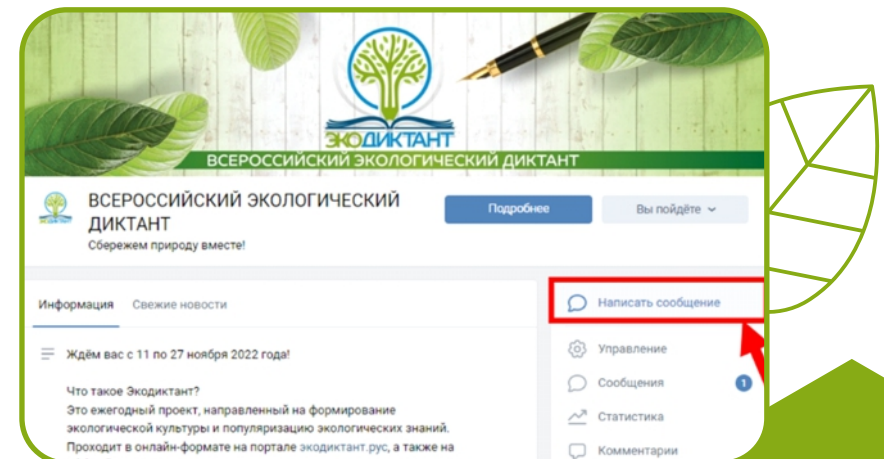 ЭКОДИКТАНТ
ВСЕРОССИЙСКИЙ ЭКОЛОГИЧЕСКИЙ ДИКТАНТ
ВСЕРОССИЙСКИЙ ЭКОЛОГИЧЕСКИЙ
ДИКТАНТ
Сбережем природу вместе!
Подробнее
Вы пойдёте
Информация Свежие новости
Ждём вас с 11 по 27 ноября 2022 года!
Что такое Экодиктант?
Это ежегодный проект, направленный на формирование
экологической культуры и популяризацию экологических знаний.
Проходит в онлайн-формате на портале экодиктант.рус, а также на
Написать сообщение
Управление
Сообщения 1
Статистика
Комментарии